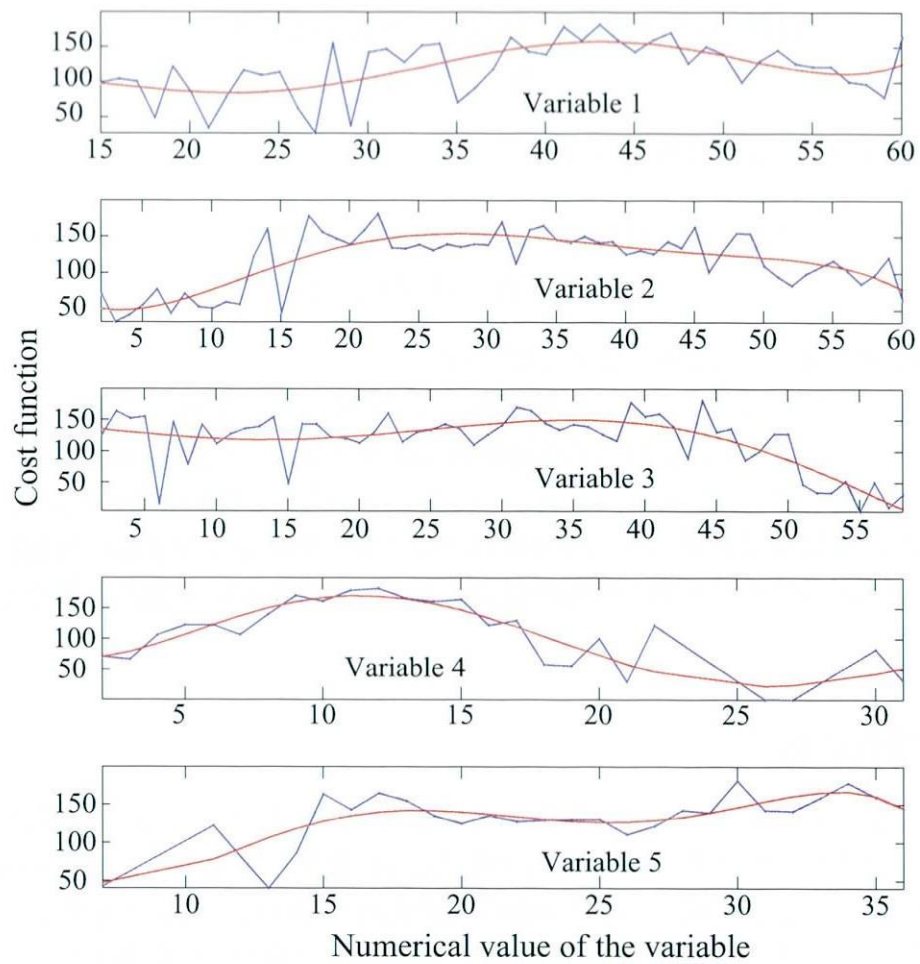 150
100
50
Variable 1
15 20 25 30 35 40 45 50 55 60
150
100
50
Variable 2
5 10 15 20 25 30 35 40 45 50 55 60
Cost function
150
100
50
Variable 3
5 10 15 20 25 30 35 40 45 50 55
150
100
50
Variable 4
5 10 15 20 25 30
150
100
50
Variable 5
10 15 20 25 30 35
Numerical value of the variable